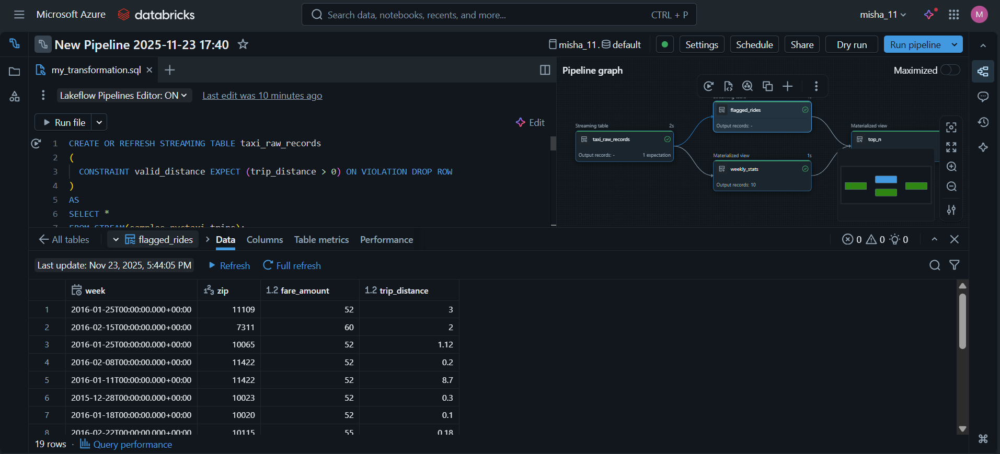 Microsoft Azure databricks
Search data, notebooks, recents, and more... CTRL + P
misha_11
M
New Pipeline 2025-11-23 17:40
misha_11. default
Settings
Schedule
Share
Dry run
Run pipeline
my_transformation.sql
Lakeflow Pipelines Editor: ON
Last edit was 10 minutes ago
Run file
Edit
1 CREATE OR REFRESH STREAMING TABLE taxi_raw_records
2 (
3 CONSTRAINT valid_distance EXPECT (trip_distance > 0) ON VIOLATION DROP ROW
4 )
5 AS
6 SELECT *
7 FROM STREAM(samples.nyctaxi.trips);
Pipeline graph
Maximized
Streaming table 2s
taxi_raw_records
Output records: - 1 expectation
Streaming table
flagged_rides
Output records: -
Materialized view 1s
weekly_stats
Output records: 10
Materialized view
top_n
All tables
flagged_rides
Data
Columns
Table metrics
Performance
0 0 0
Last update: Nov 23, 2025, 5:44:05 PM
Refresh
Full refresh
week 123 zip 1.2 fare_amount 1.2 trip_distance
1 2016-01-25T00:00:00.000+00:00 11109 52 3
2 2016-02-15T00:00:00.000+00:00 7311 60 2
3 2016-01-25T00:00:00.000+00:00 10065 52 1.12
4 2016-02-08T00:00:00.000+00:00 11422 52 0.2
5 2016-01-11T00:00:00.000+00:00 11422 52 8.7
6 2015-12-28T00:00:00.000+00:00 10023 52 0.3
7 2016-01-18T00:00:00.000+00:00 10020 52 0.1
8 2016-02-22T00:00:00.000+00:00 10115 55 0.18
19 rows · Query performance